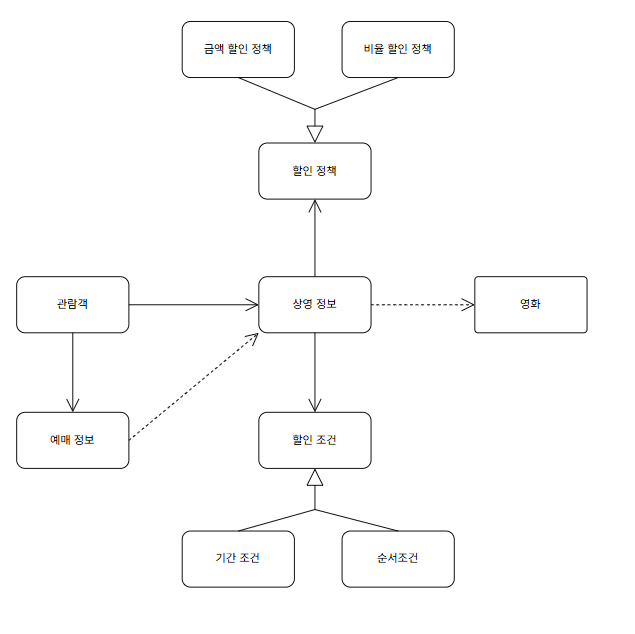 금액 할인 정책
비율 할인 정책
할인 정책
관람객
상영 정보
영화
예매 정보
할인 조건
기간 조건
순서조건